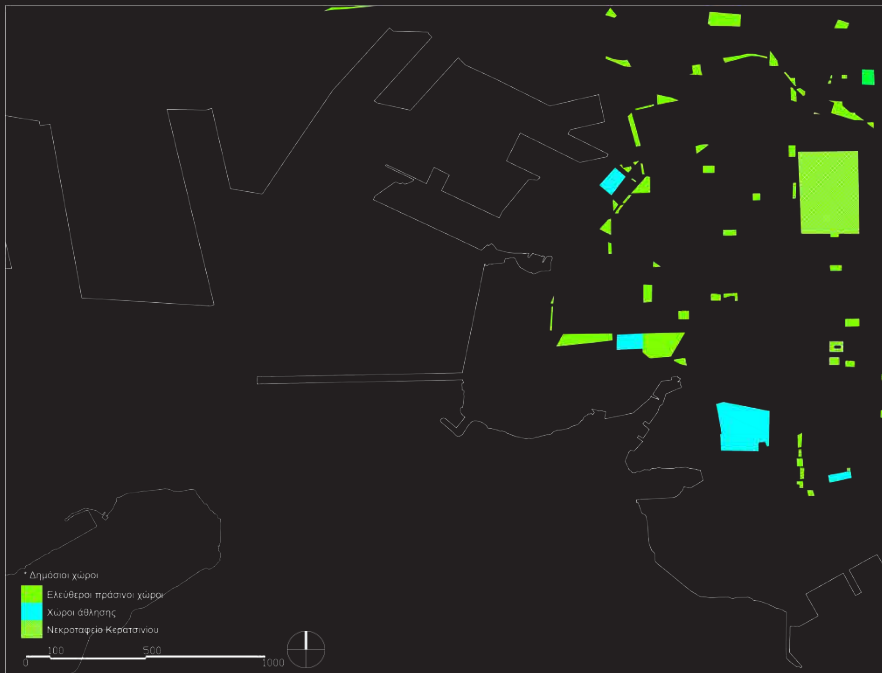 * Δημόσιοι χώροι
Ελεύθεροι πράσινοι χώροι
Χώροι άθλησης
Νεκροταφείο Κερατσινίου
0 100 500 1000